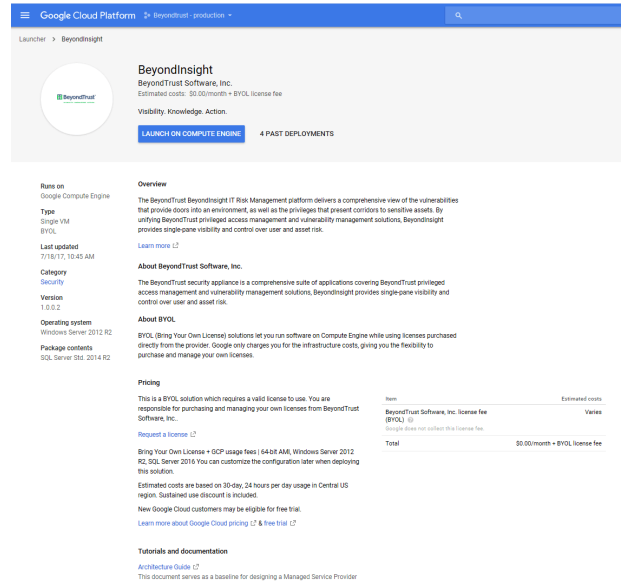 Google Cloud Platform
Beyondtrust - production
Launcher > BeyondInsight
BeyondTrust
BeyondInsight
BeyondTrust Software, Inc.
Estimated costs: $0.00/month + BYOL license fee
Visibility. Knowledge. Action.
LAUNCH ON COMPUTE ENGINE
4 PAST DEPLOYMENTS
Runs on
Google Compute Engine
Type
Single VM
BYOL
Last updated
7/18/17, 10:45 AM
Category
Security
Version
1.0.0.2
Operating system
Windows Server 2012 R2
Package contents
SQL Server Std. 2014 R2
Overview
The BeyondTrust BeyondInsight IT Risk Management platform delivers a comprehensive view of the vulnerabilities
that provide doors into an environment, as well as the privileges that present corridors to sensitive assets. By
unifying BeyondTrust privileged access management and vulnerability management solutions, BeyondInsight
provides single-pane visibility and control over user and asset risk.
Learn more
About BeyondTrust Software, Inc.
The BeyondTrust security appliance is a comprehensive suite of applications covering BeyondTrust privileged
access management and vulnerability management solutions, BeyondInsight provides single-pane visibility and
control over user and asset risk.
About BYOL
BYOL (Bring Your Own License) solutions let you run software on Compute Engine while using licenses purchased
directly from the provider. Google only charges you for the infrastructure costs, giving you the flexibility to
purchase and manage your own licenses.
Pricing
This is a BYOL solution which requires a valid license to use. You are
responsible for purchasing and managing your own licenses from BeyondTrust
Software, Inc..
Request a license
Bring Your Own License + GCP usage fees | 64-bit AMI, Windows Server 2012
R2, SQL Server 2016 You can customize the configuration later when deploying
this solution.
Estimated costs are based on 30-day, 24 hours per day usage in Central US
region. Sustained use discount is included.
New Google Cloud customers may be eligible for free trial.
Learn more about Google Cloud pricing & free trial
Item Estimated costs
BeyondTrust Software, Inc. license fee Varies
(BYOL)
Google does not collect this license fee.
Total $0.00/month + BYOL license fee
Tutorials and documentation
Architecture Guide
This document serves as a baseline for designing a Managed Service Provider